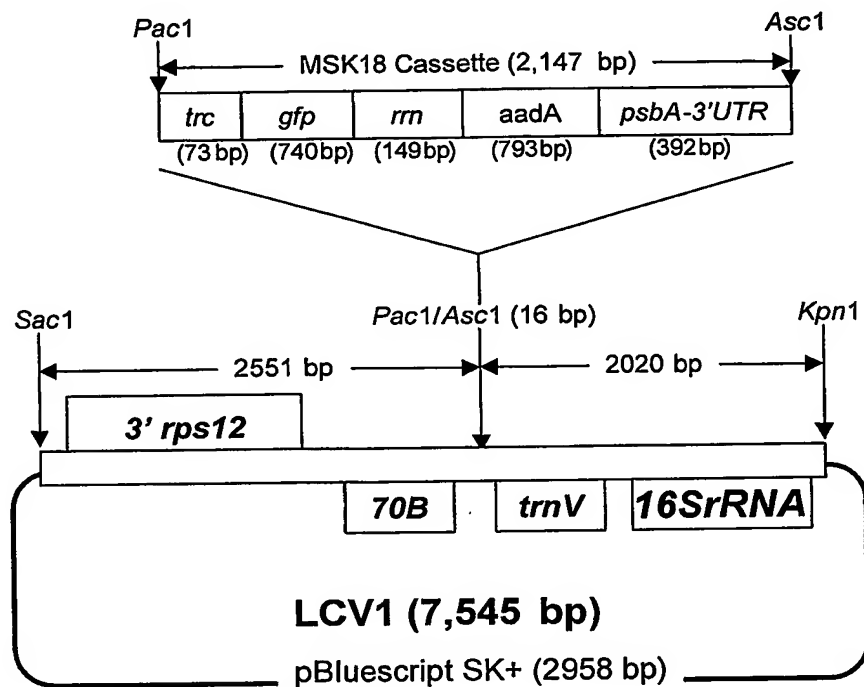 Pac1 Asc1
MSK18 Cassette (2,147 bp)
trc gfp rrn aadA psbA-3'UTR
(73bp) (740bp) (149bp) (793bp) (392bp)
Sac1 Pac1/Asc1 (16 bp) Kpn1
2551 bp 2020 bp
3' rps12
70B trnV 16SrRNA
LCV1 (7,545 bp)
pBluescript SK+ (2958 bp)